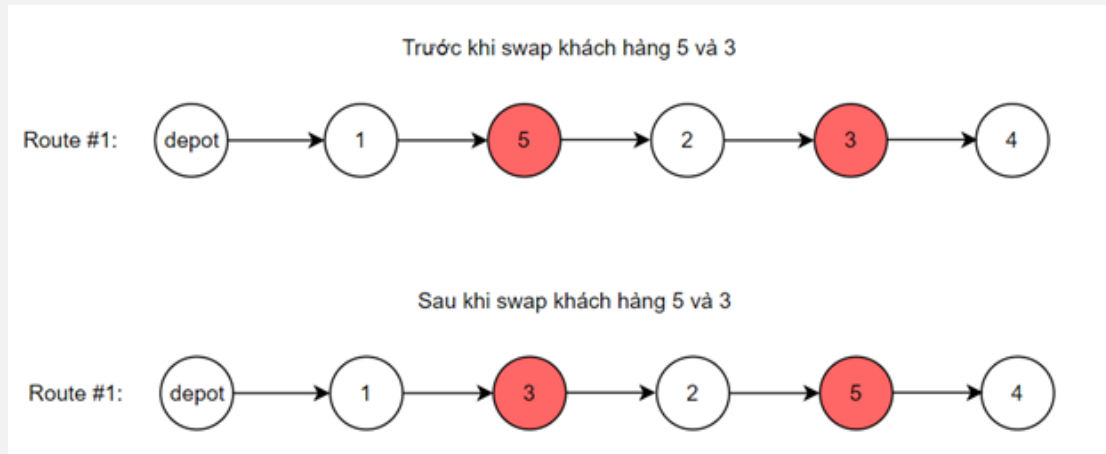 Trước khi swap khách hàng 5 và 3
Route #1: depot 1 5 2 3 4
Sau khi swap khách hàng 5 và 3
Route #1: depot 1 3 2 5 4